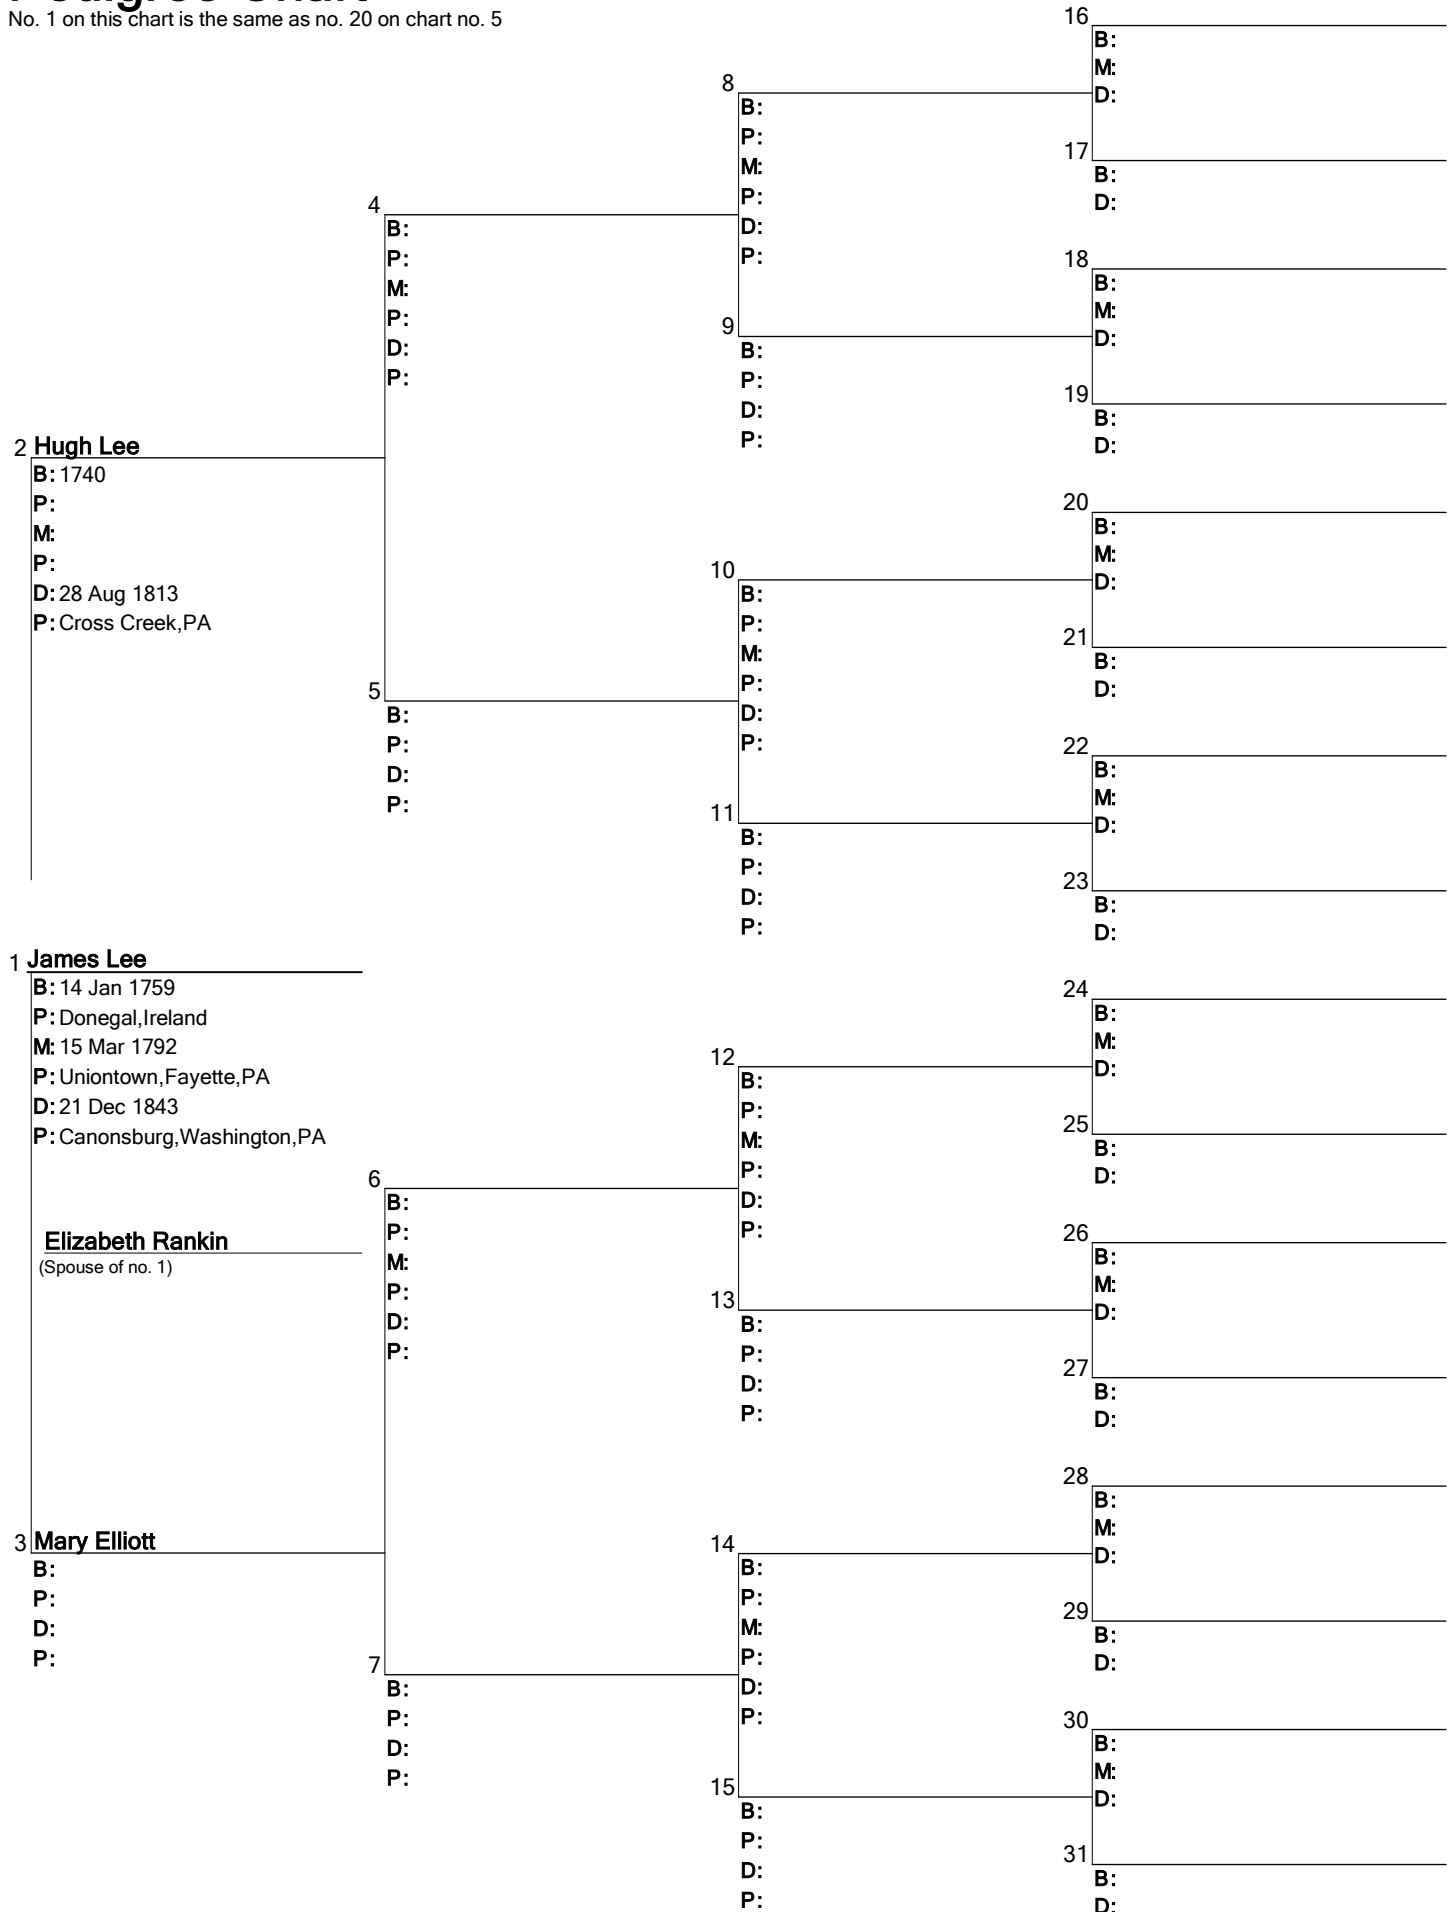 Pedigree Chart
No. 1 on this chart is the same as no. 20 on chart no. 5
2 Hugh Lee
B: 1740
P:
M:
P:
D: 28 Aug 1813
P: Cross Creek,PA
1 James Lee
B: 14 Jan 1759
P: Donegal,Ireland
M: 15 Mar 1792
P: Uniontown,Fayette,PA
D: 21 Dec 1843
P: Canonsburg,Washington,PA
Elizabeth Rankin
(Spouse of no. 1)
3 Mary Elliott
B:
P:
D:
P:
4
B:
P:
M:
P:
D:
P:
5
B:
P:
D:
P:
6
B:
P:
M:
P:
D:
P:
7
B:
P:
D:
P:
8
B:
P:
M:
P:
D:
P:
9
B:
P:
D:
P:
10
B:
P:
M:
P:
D:
P:
11
B:
P:
D:
P:
12
B:
P:
M:
P:
D:
P:
13
B:
P:
D:
P:
14
B:
P:
M:
P:
D:
P:
15
B:
P:
D:
P:
16
B:
M:
D:
17
B:
D:
18
B:
M:
D:
19
B:
D:
20
B:
M:
D:
21
B:
D:
22
B:
M:
D:
23
B:
D:
24
B:
M:
D:
25
B:
D:
26
B:
M:
D:
27
B:
D:
28
B:
M:
D:
29
B:
D:
30
B:
M:
D:
31
B:
D: